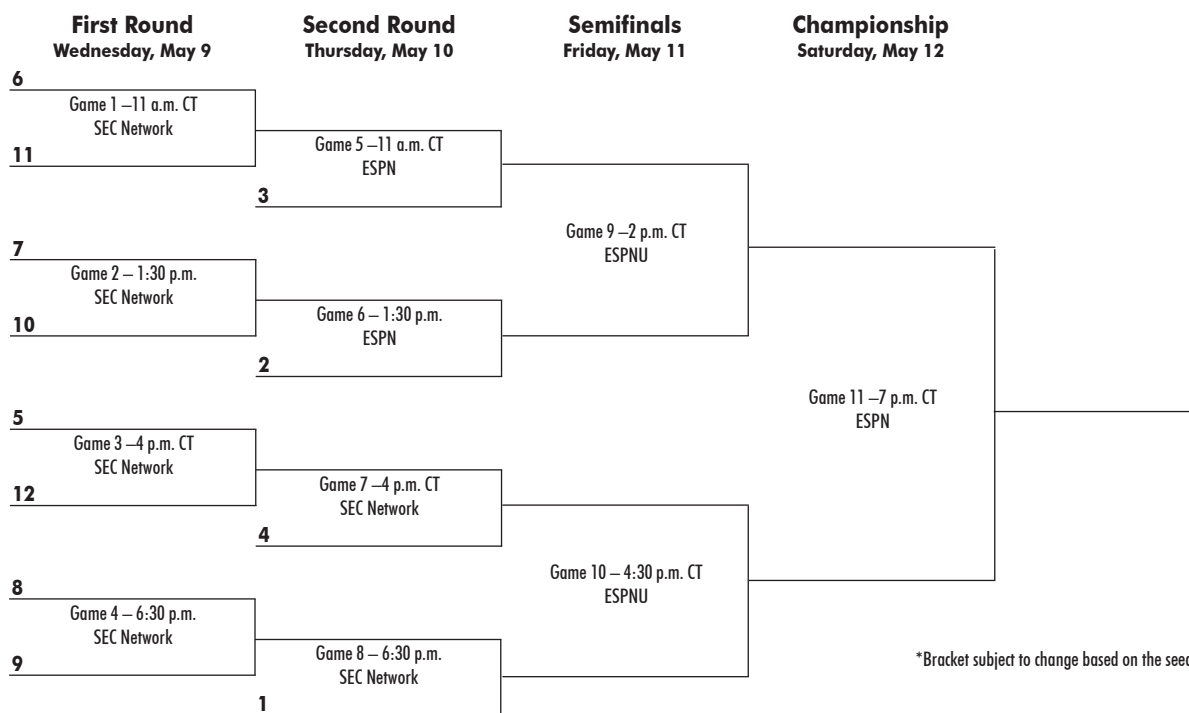 First Round
Wednesday, May 9
Second Round
Thursday, May 10
Semifinals
Friday, May 11
Championship
Saturday, May 12
6
Game 1 –11 a.m. CT
SEC Network
11
Game 5 –11 a.m. CT
ESPN
3
7
Game 2 – 1:30 p.m.
SEC Network
10
Game 6 – 1:30 p.m.
ESPN
2
Game 9 –2 p.m. CT
ESPNU
5
Game 3 –4 p.m. CT
SEC Network
12
Game 7 –4 p.m. CT
SEC Network
4
8
Game 4 – 6:30 p.m.
SEC Network
9
Game 8 – 6:30 p.m.
SEC Network
1
Game 10 – 4:30 p.m. CT
ESPNU
Game 11 –7 p.m. CT
ESPN
*Bracket subject to change based on the